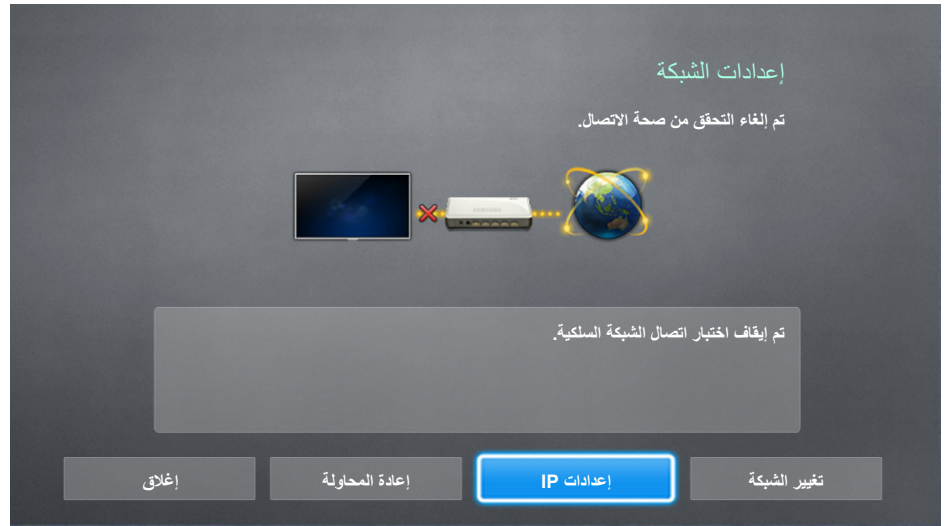 إعدادات الشبكة
تم إلغاء التحقق من صحة الاتصال.
SAMSUNG
تم إيقاف اختبار اتصال الشبكة السلكية.
تغيير الشبكة
إعدادات IP
إعادة المحاولة
إغلاق